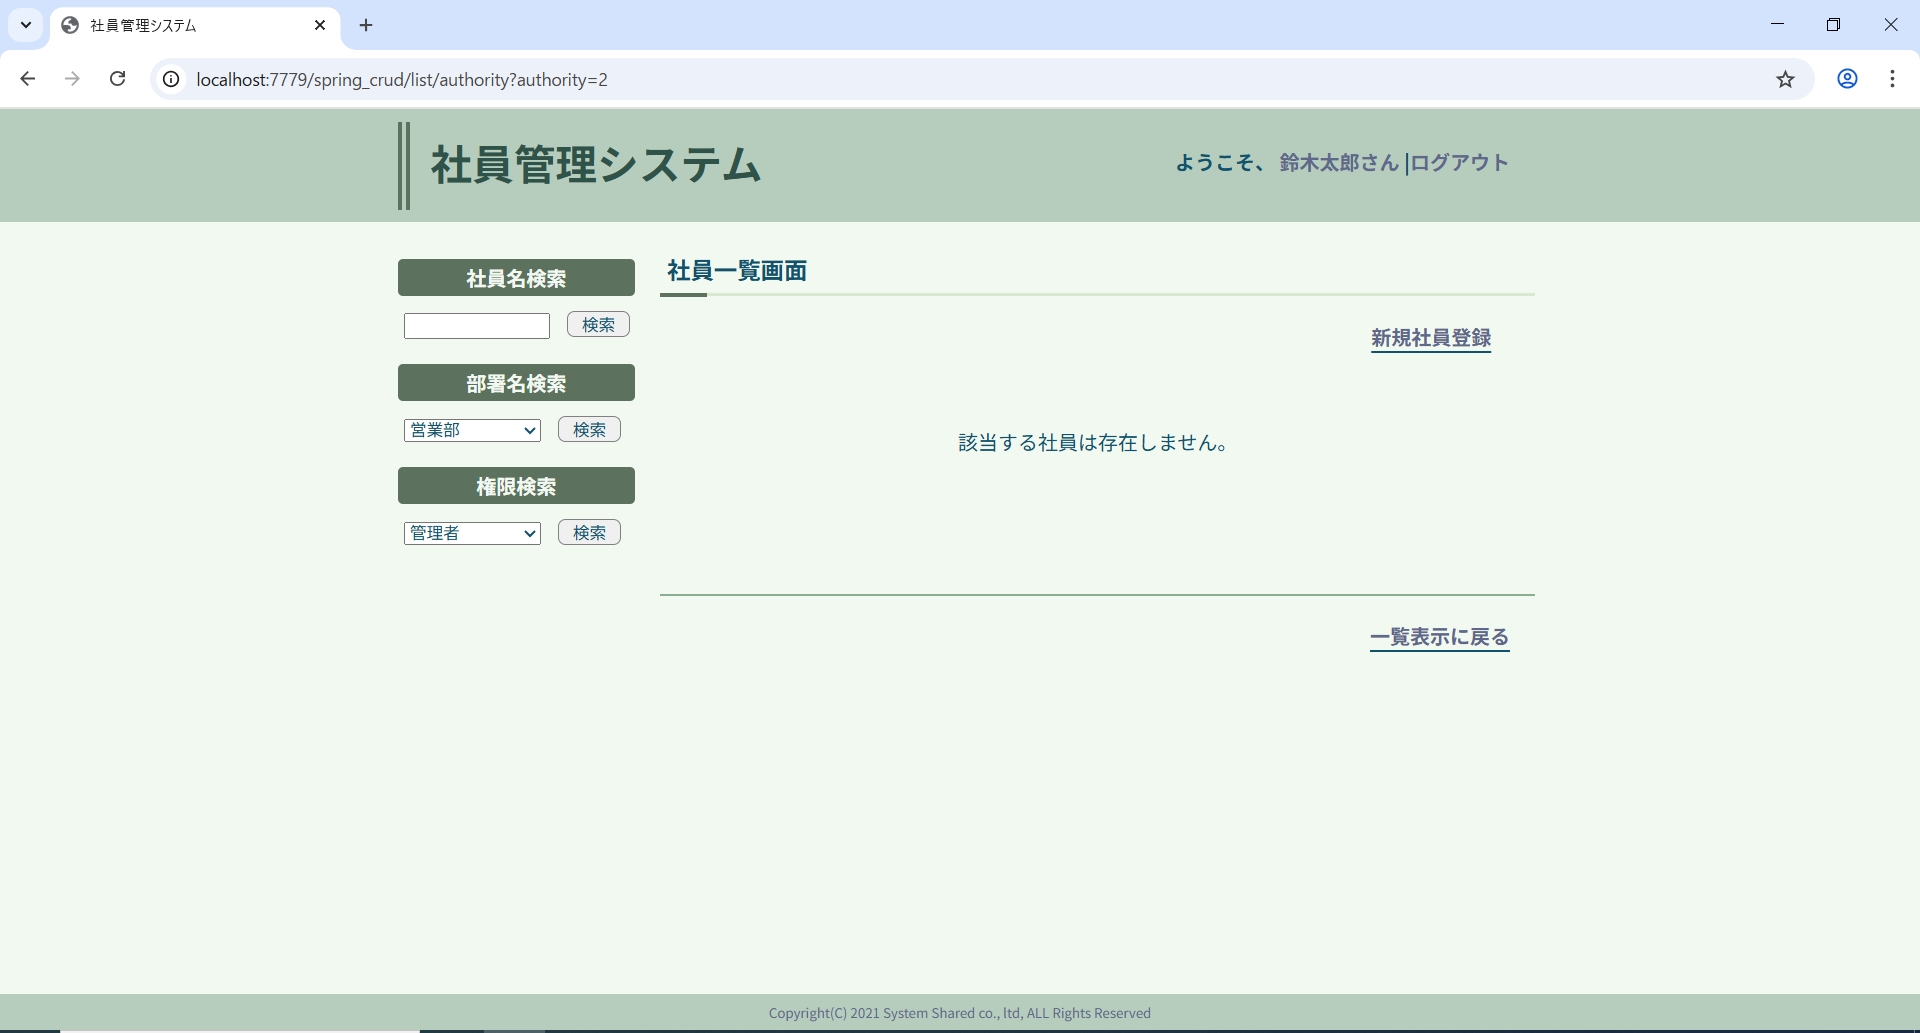 社員管理システム
localhost:7779/spring_crud/list/authority?authority=2
社員管理システム
ようこそ、 鈴木太郎さん |ログアウト
社員名検索
検索
部署名検索
営業部 検索
権限検索
管理者 検索
社員一覧画面
新規社員登録
該当する社員は存在しません。
一覧表示に戻る
Copyright(C) 2021 System Shared co., ltd, ALL Rights Reserved